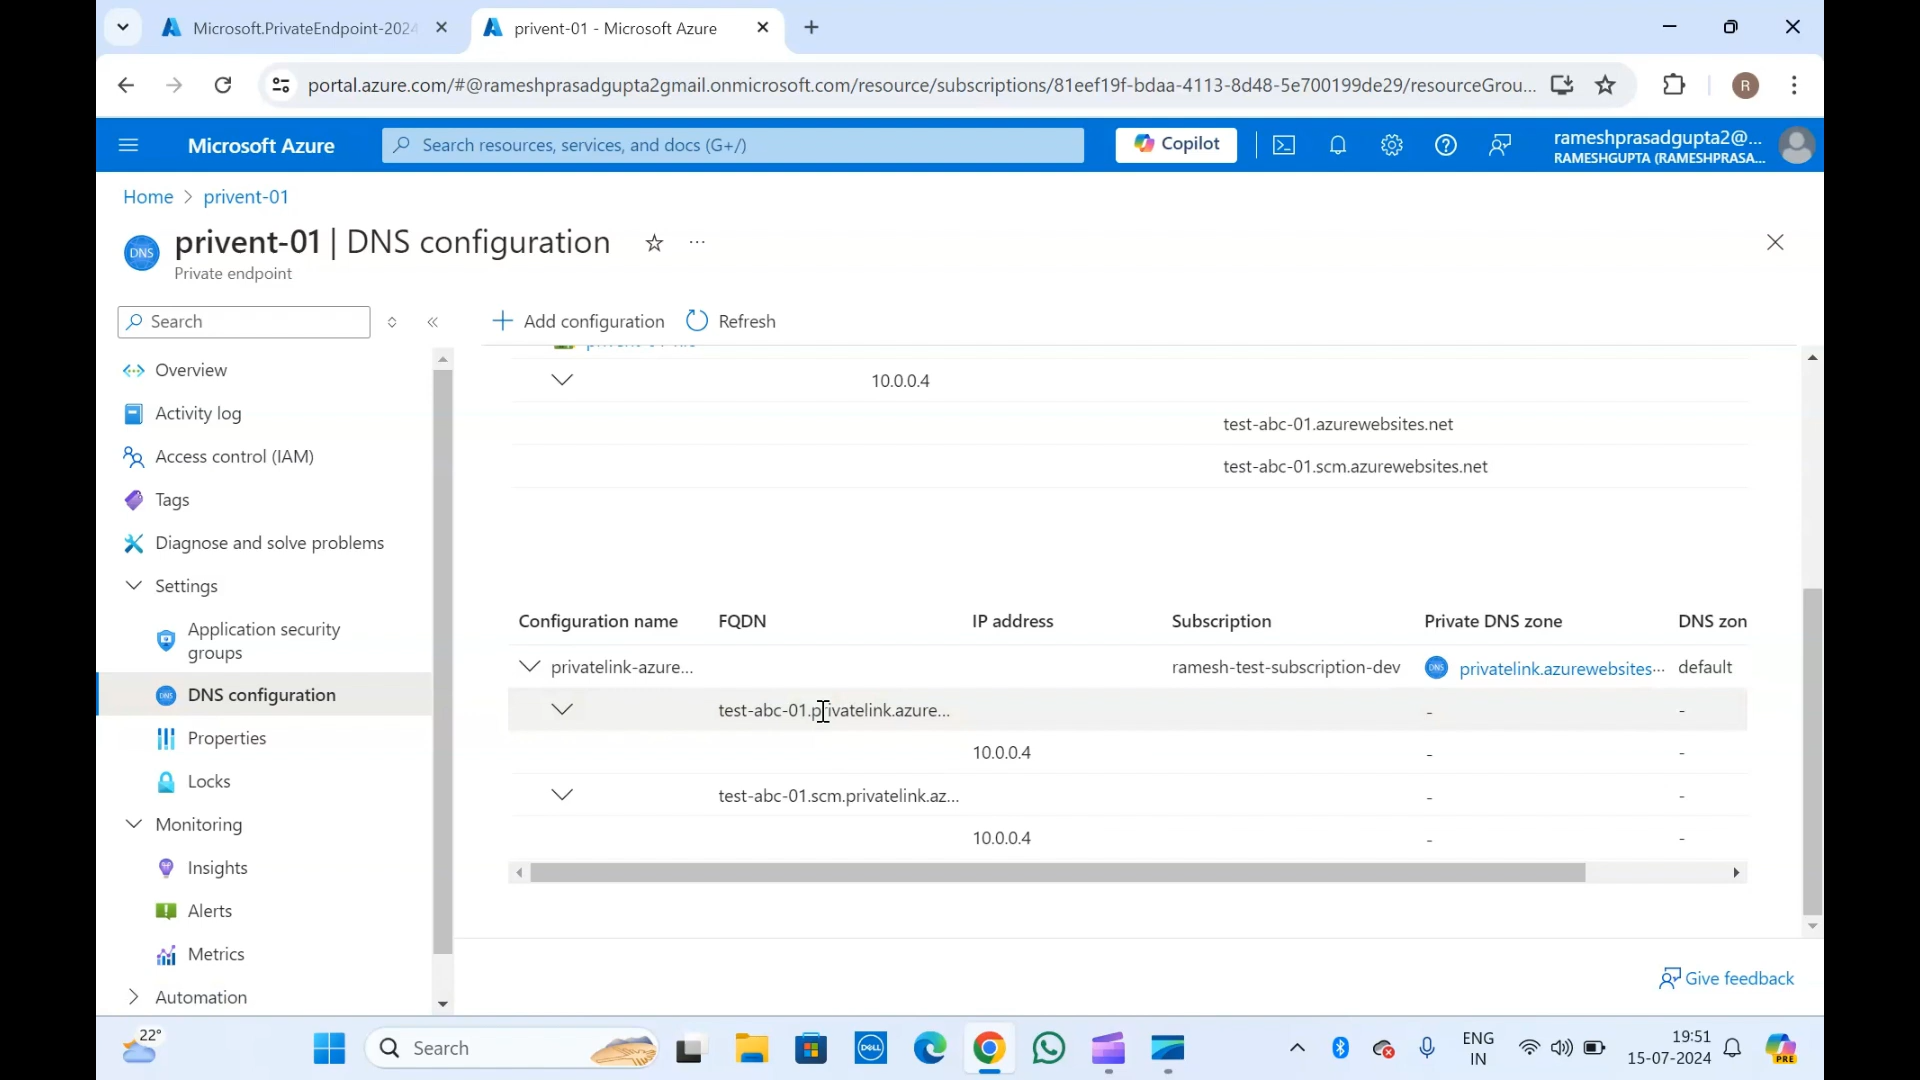 Microsoft.PrivateEndpoint-2024
privent-01 - Microsoft Azure
portal.azure.com/#@rameshprasadgupta2gmail.onmicrosoft.com/resource/subscriptions/81eef19f-bdaa-4113-8d48-5e700199de29/resourceGrou...
R
Microsoft Azure
Search resources, services, and docs (G+/)
Copilot
rameshprasadgupta2@...
RAMESHGUPTA (RAMESHPRASA...
Home > privent-01
DNS
privent-01 | DNS configuration
...
Private endpoint
Search
Add configuration
Refresh
Overview
Activity log
Access control (IAM)
Tags
Diagnose and solve problems
Settings
Application security groups
DNS configuration
Properties
Locks
Monitoring
Insights
Alerts
Metrics
Automation
10.0.0.4
test-abc-01.azurewebsites.net
test-abc-01.scm.azurewebsites.net
Configuration name FQDN IP address Subscription Private DNS zone DNS zon
privatelink-azure... ramesh-test-subscription-dev privatelink.azurewebsites... default
test-abc-01.privatelink.azure... - -
10.0.0.4 - -
test-abc-01.scm.privatelink.az... - -
10.0.0.4 - -
Give feedback
22°
Search
DELL
ENG
IN
19:51
15-07-2024
PRE